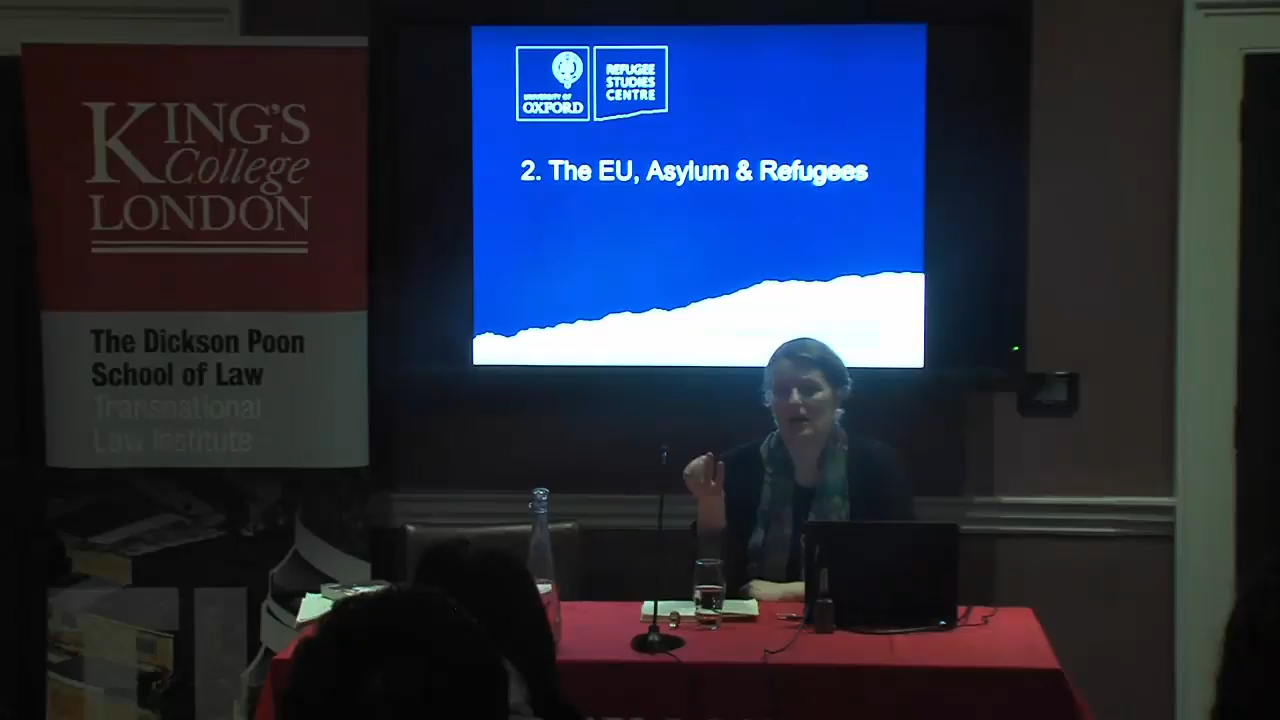 KING'S
College
LONDON
The Dickson Poon
School of Law
Transnational
Law Institute
UNIVERSITY OF
OXFORD
REFUGEE
STUDIES
CENTRE
2. The EU, Asylum & Refugees